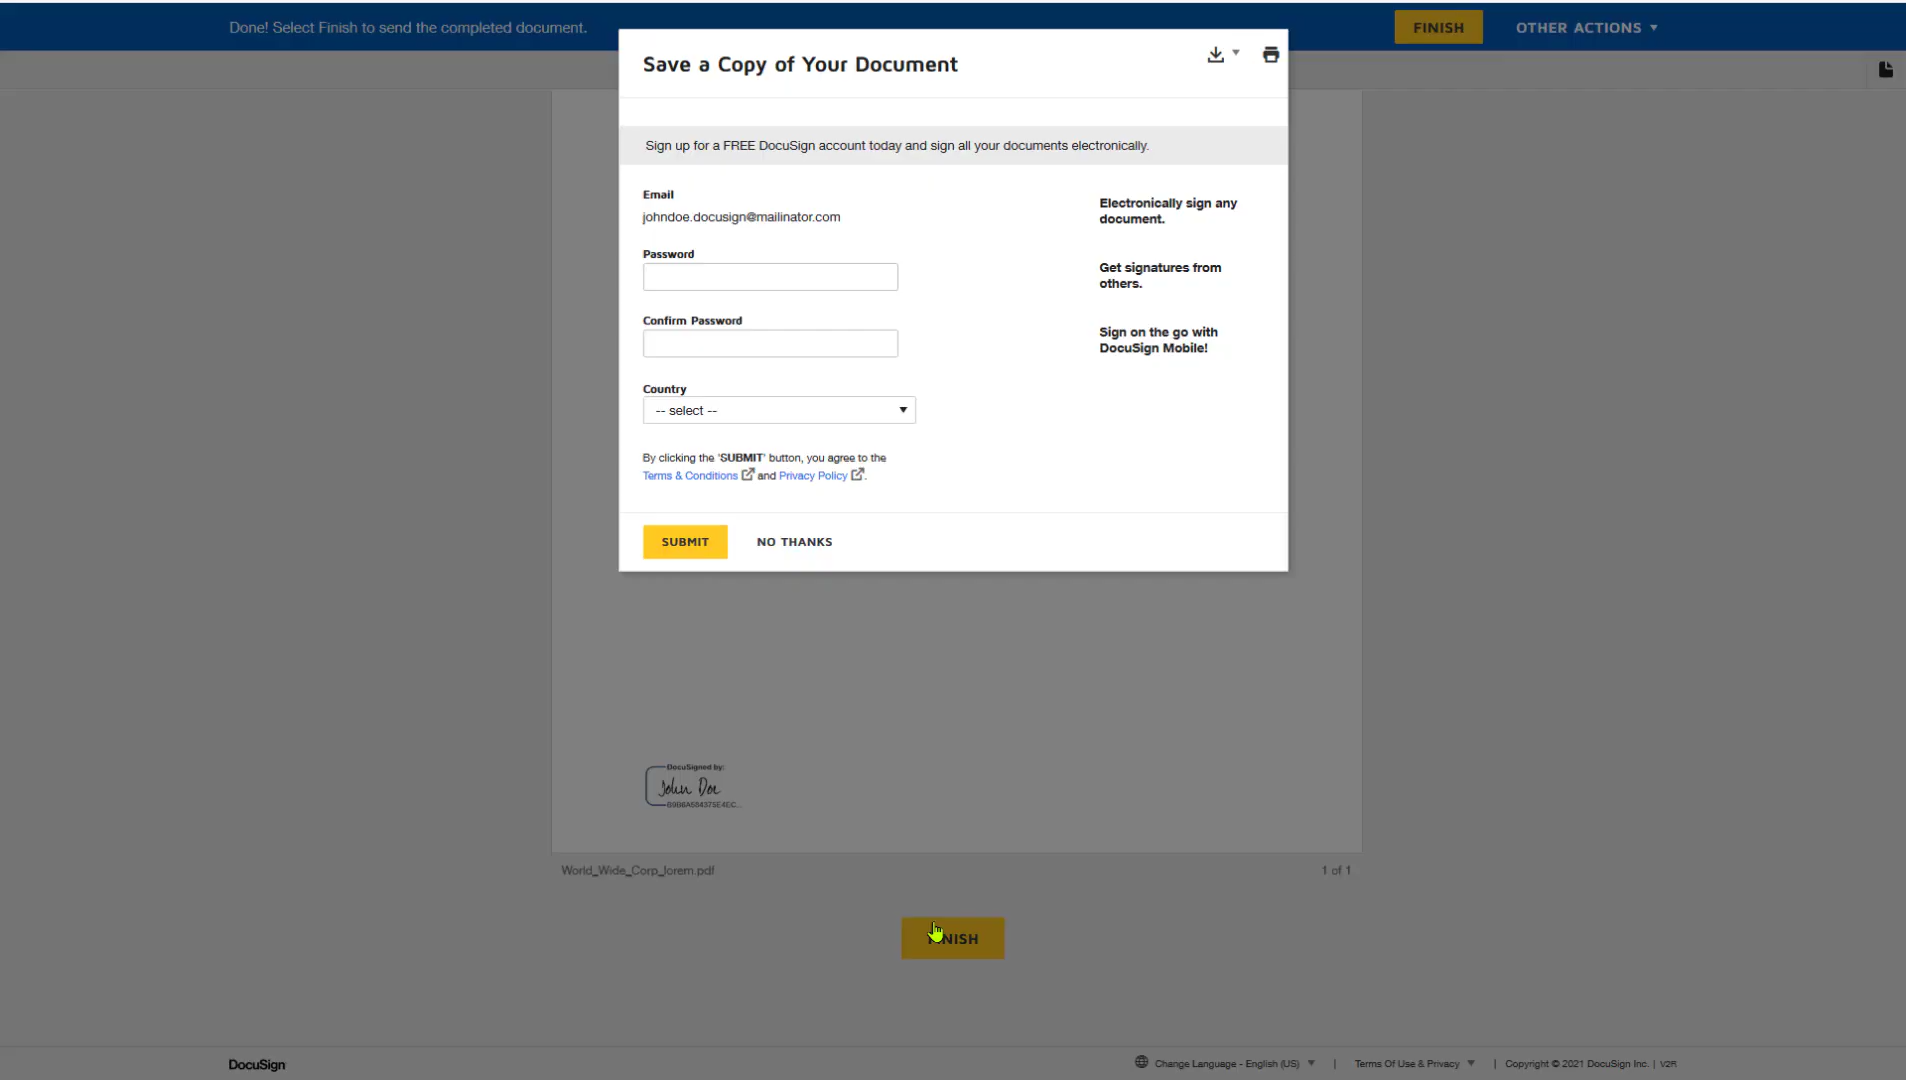 Done! Select Finish to send the completed document.
FINISH
OTHER ACTIONS
Save a Copy of Your Document
Sign up for a FREE DocuSign account today and sign all your documents electronically.
Email
johndoe.docusign@mailinator.com
Password
Confirm Password
Country
-- select --
By clicking the 'SUBMIT' button, you agree to the
Terms & Conditions and Privacy Policy.
Electronically sign any
document.
Get signatures from
others.
Sign on the go with
DocuSign Mobile!
SUBMIT
NO THANKS
DocuSigned by:
John Doe
World_Wide_Corp_lorem.pdf
1 of 1
FINISH
DocuSign
Change Language - English (US)
Terms Of Use & Privacy
Copyright © 2021 DocuSign Inc. | V2R